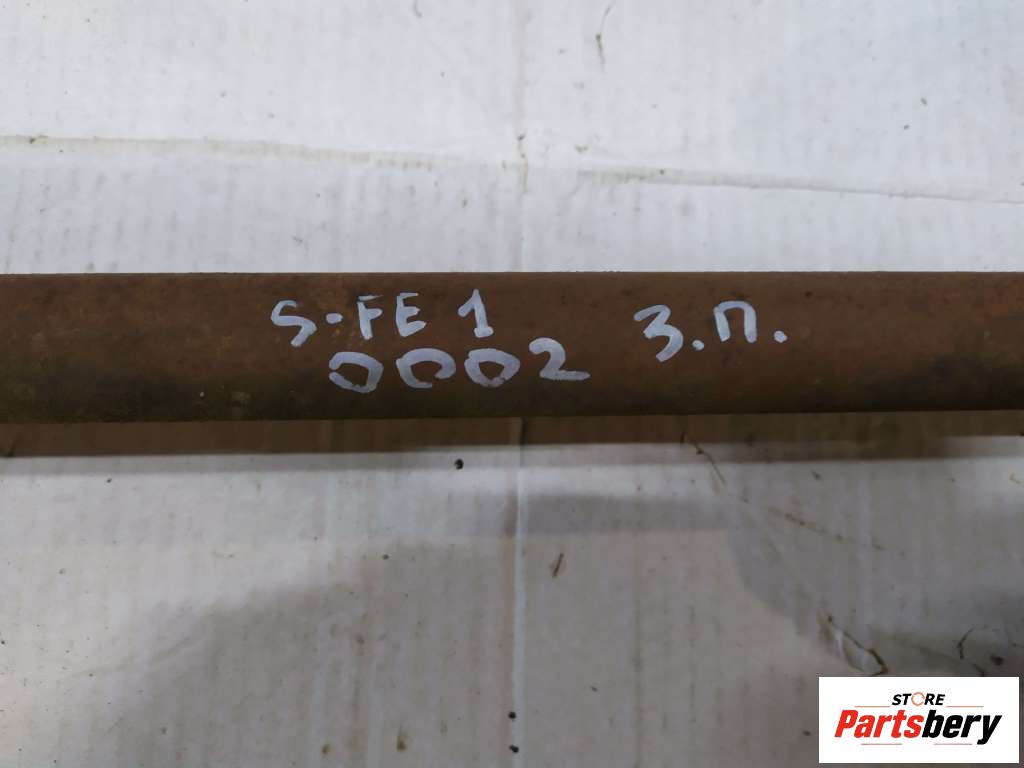 S-FE 1 З.П.
0002
STORE
Partsbery